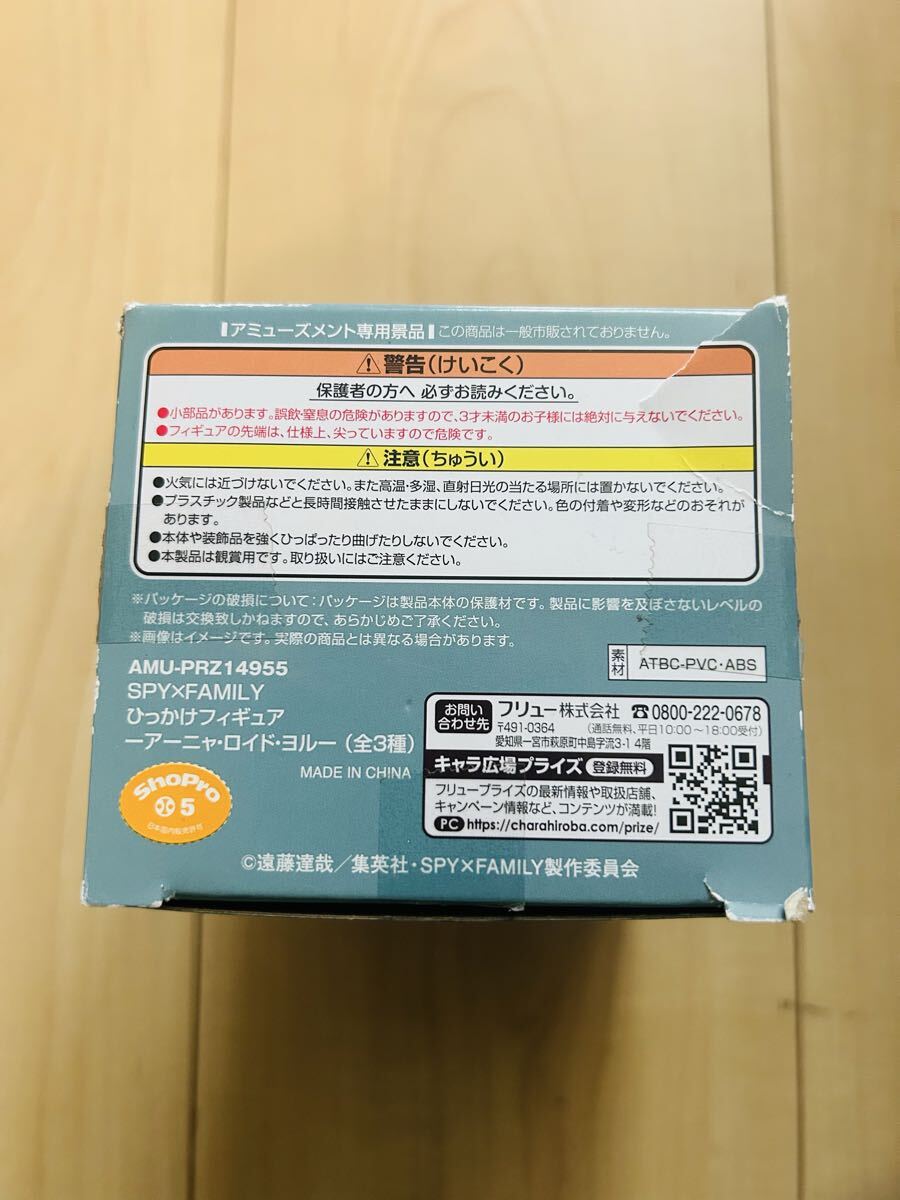 アミューズメント専用景品 この商品は一般市販されておりません。
⚠警告(けいこく)
保護者の方へ 必ずお読みください。
●小部品があります。誤飲・窒息の危険がありますので、3才未満のお子様には絶対に与えないでください。
●フィギュアの先端は、仕様上、尖っていますので危険です。
⚠注意(ちゅうい)
●火気には近づけないでください。また高温・多湿、直射日光の当たる場所には置かないでください。
●プラスチック製品などと長時間接触させたままにしないでください。色の付着や変形などのおそれが
あります。
●本体や装飾品を強くひっぱったり曲げたりしないでください。
●本製品は観賞用です。取り扱いにはご注意ください。
※パッケージの破損について:パッケージは製品本体の保護材です。製品に影響を及ぼさないレベルの
破損は交換致しかねますので、あらかじめご了承ください。
※画像はイメージです。実際の商品とは異なる場合があります。
素材 ATBC-PVC・ABS
AMU-PRZ14955
SPY×FAMILY
ひっかけフィギュア
ーアーニャ・ロイド・ヨルー(全3種)
MADE IN CHINA
ShoPro
5
日本国内販売許可
お問い合わせ先 フリュー株式会社 ☎0800-222-0678
〒491-0364 (通話無料、平日10:00〜18:00受付)
愛知県一宮市萩原町中島字流3-1 4階
キャラ広場プライズ 登録無料
フリュープライズの最新情報や取扱店舗、
キャンペーン情報など、コンテンツが満載!
PC https://charahiroba.com/prize/
©遠藤達哉/集英社・SPY×FAMILY製作委員会